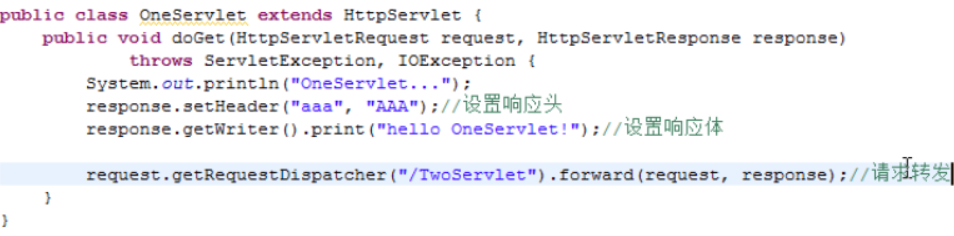 public class OneServlet extends HttpServlet {
public void doGet(HttpServletRequest request, HttpServletResponse response)
throws ServletException, IOException {
System.out.println("OneServlet...");
response.setHeader("aaa", "AAA");//设置响应头
response.getWriter().print("hello OneServlet!");//设置响应体
request.getRequestDispatcher("/TwoServlet").forward(request, response);//请求转发
}
}